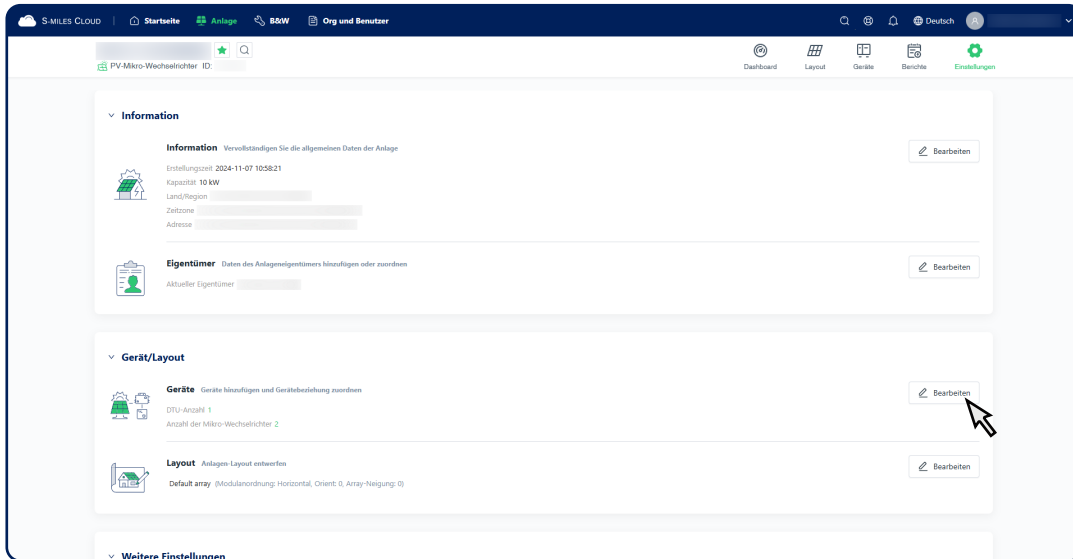 S-MILES CLOUD Startseite Anlage B&W Org und Benutzer Deutsch
PV-Mikro-Wechselrichter ID:
Dashboard Layout Geräte Berichte Einstellungen
Information
Information Vervollständigen Sie die allgemeinen Daten der Anlage
Bearbeiten
Erstellungszeit 2024-11-07 10:58:21
Kapazität 10 kW
Land/Region
Zeitzone
Adresse
Eigentümer Daten des Anlageneigentümers hinzufügen oder zuordnen
Bearbeiten
Aktueller Eigentümer
Gerät/Layout
Geräte Geräte hinzufügen und Gerätebeziehung zuordnen
Bearbeiten
DTU-Anzahl 1
Anzahl der Mikro-Wechselrichter 2
Layout Anlagen-Layout entwerfen
Bearbeiten
Default array (Modulanordnung: Horizontal, Orient: 0, Array-Neigung: 0)
Weitere Einstellungen